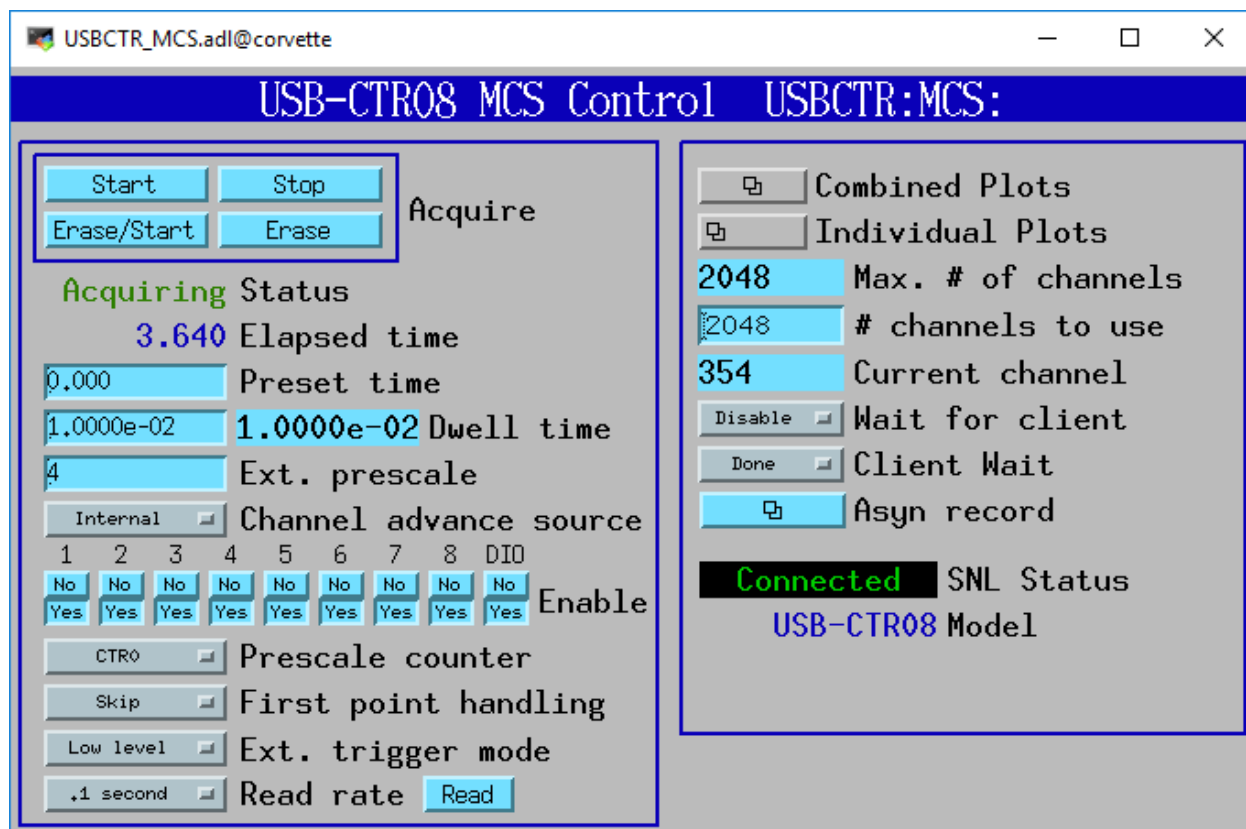 USBCTR_MCS.adl@corvette
USB-CTR08 MCS Control USBCTR:MCS:
Start Stop
Erase/Start Erase
Acquire
Acquiring Status
3.640 Elapsed time
0.000 Preset time
1.0000e-02 1.0000e-02 Dwell time
4 Ext. prescale
Internal Channel advance source
1 2 3 4 5 6 7 8 DIO
No No No No No No No No No
Yes Yes Yes Yes Yes Yes Yes Yes Yes
Enable
CTR0 Prescale counter
Skip First point handling
Low level Ext. trigger mode
.1 second Read rate Read
Combined Plots
Individual Plots
2048 Max. # of channels
2048 # channels to use
354 Current channel
Disable Wait for client
Done Client Wait
Asyn record
Connected SNL Status
USB-CTR08 Model